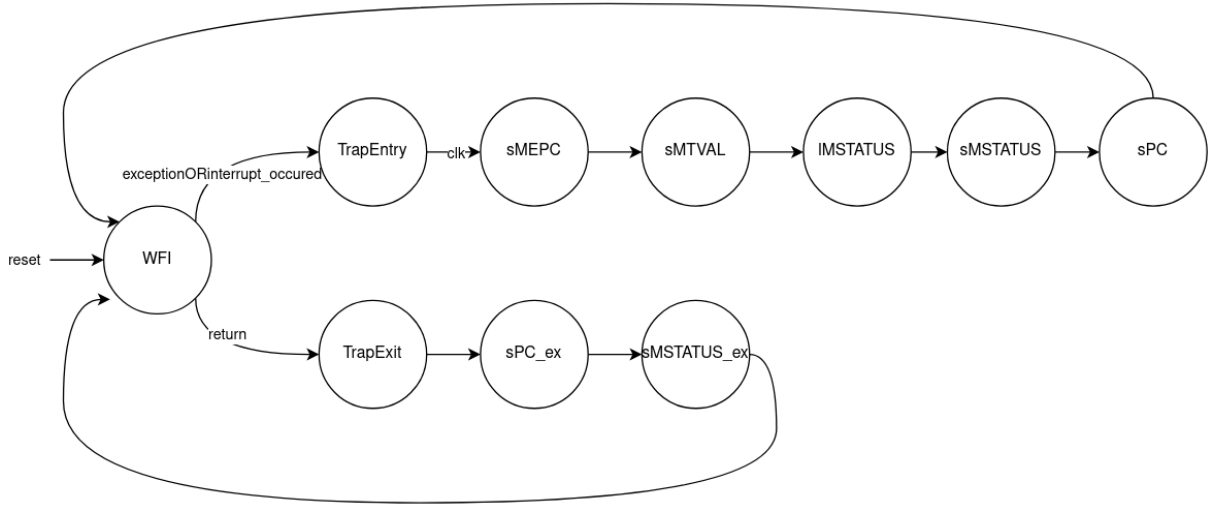 exceptionORinterrupt_occured
TrapEntry
clk
sMEPC
sMTVAL
lMSTATUS
sMSTATUS
sPC
reset
WFI
return
TrapExit
sPC_ex
sMSTATUS_ex